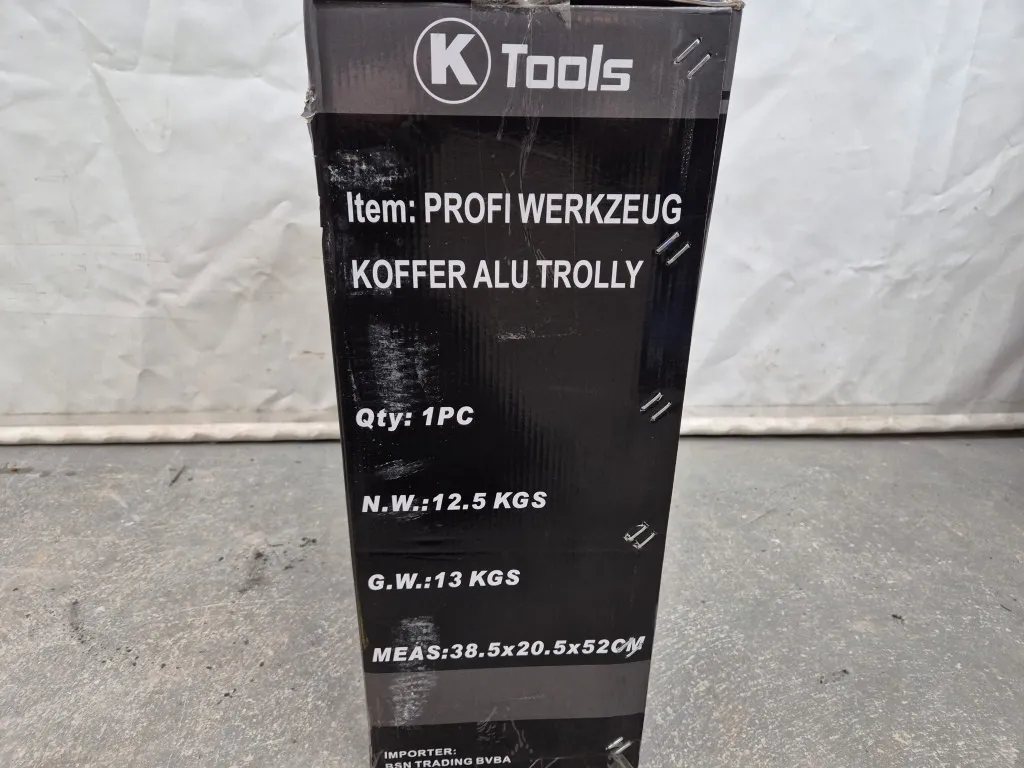 K Tools
Item: PROFI WERKZEUG
KOFFER ALU TROLLY
Qty: 1PC
N.W.:12.5 KGS
G.W.:13 KGS
MEAS:38.5x20.5x52CM
IMPORTER:
BSN TRADING BVBA